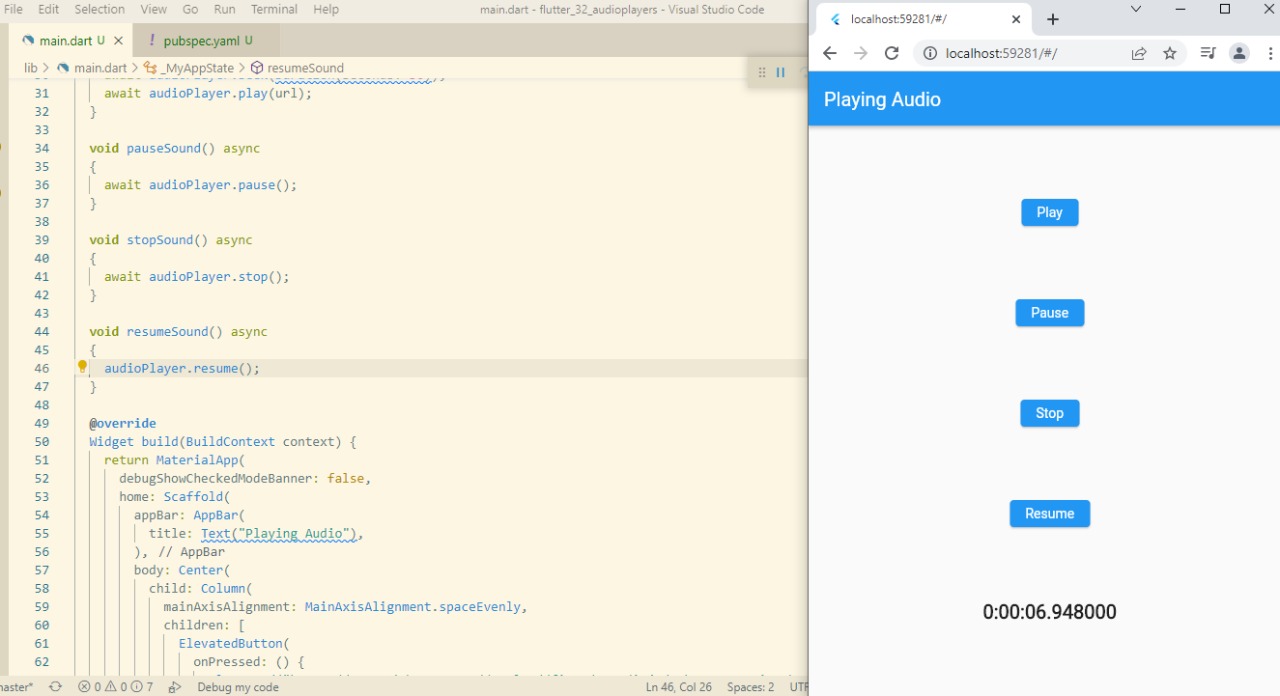 File Edit Selection View Go Run Terminal Help
main.dart - flutter_32_audioplayers - Visual Studio Code
main.dart U × ! pubspec.yaml U
lib > main.dart > _MyAppState > resumeSound
31 await audioPlayer.play(url);
32 }
33
34 void pauseSound() async
35 {
36 await audioPlayer.pause();
37 }
38
39 void stopSound() async
40 {
41 await audioPlayer.stop();
42 }
43
44 void resumeSound() async
45 {
46 audioPlayer.resume();
47 }
48
49 @override
50 Widget build(BuildContext context) {
51 return MaterialApp(
52 debugShowCheckedModeBanner: false,
53 home: Scaffold(
54 appBar: AppBar(
55 title: Text("Playing Audio"),
56 ), // AppBar
57 body: Center(
58 child: Column(
59 mainAxisAlignment: MainAxisAlignment.spaceEvenly,
60 children: [
61 ElevatedButton(
62 onPressed: () {
master* 0 0 7 Debug my code Ln 46, Col 26 Spaces: 2 UTF
localhost:59281/#/
localhost:59281/#/
Playing Audio
Play
Pause
Stop
Resume
0:00:06.948000